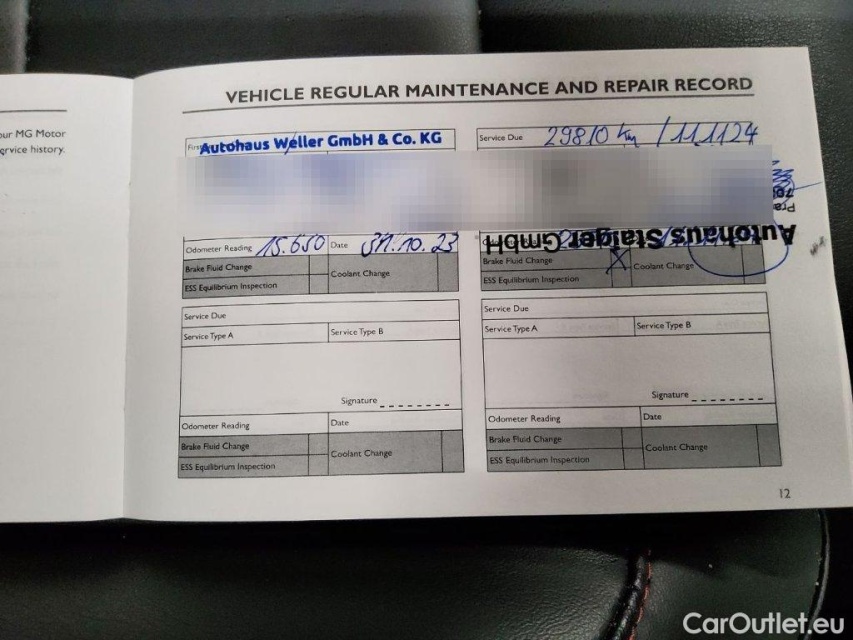 VEHICLE REGULAR MAINTENANCE AND REPAIR RECORD
our MG Motor
ervice history.
Autohaus Weller GmbH & Co. KG
Service Due 29810 km / 11.11.24
Odometer Reading 15.650 Date 31.10.23
Autohaus Staiger GmbH
Brake Fluid Change
Coolant Change
ESS Equilibrium Inspection
Brake Fluid Change X
Coolant Change
ESS Equilibrium Inspection
Service Due
Service Type A Service Type B
Signature
Odometer Reading Date
Brake Fluid Change
Coolant Change
ESS Equilibrium Inspection
Service Due
Service Type A Service Type B
Signature
Odometer Reading Date
Brake Fluid Change
Coolant Change
ESS Equilibrium Inspection
12
CarOutlet.eu